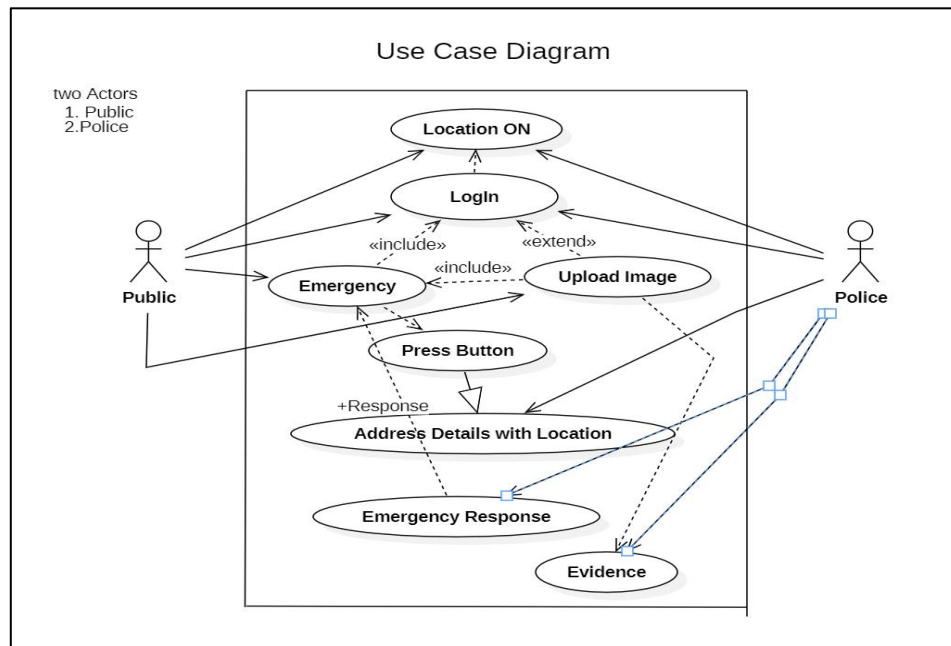 Use Case Diagram
two Actors
1. Public
2.Police
Location ON
LogIn
«include»
«extend»
«include»
Emergency
Upload Image
Public
Police
Press Button
+Response
Address Details with Location
Emergency Response
Evidence